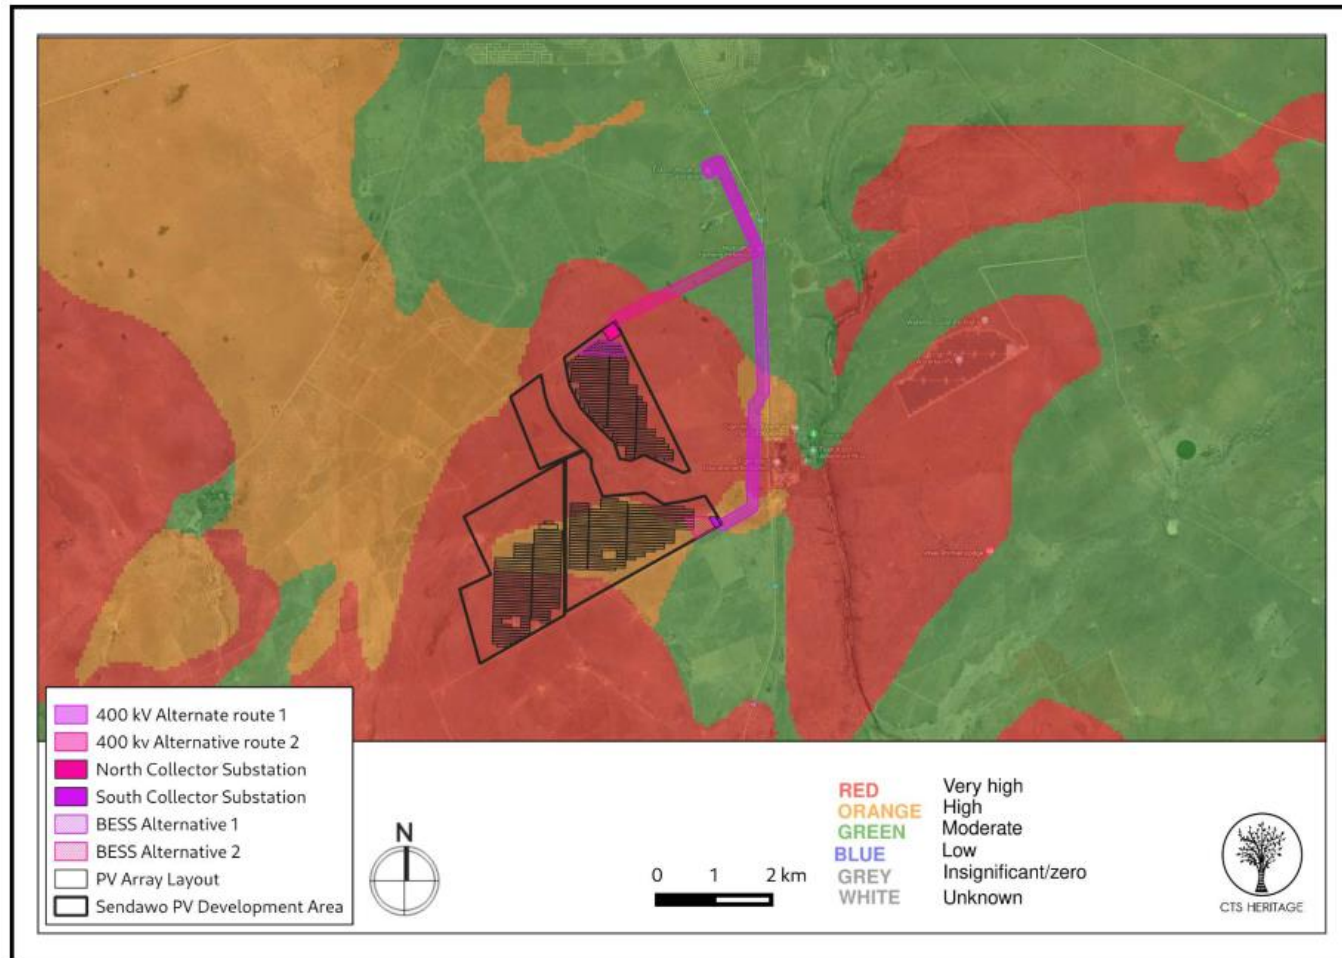 400 kV Alternate route 1
400 kv Alternative route 2
North Collector Substation
South Collector Substation
BESS Alternative 1
BESS Alternative 2
PV Array Layout
Sendawo PV Development Area
N
0 1 2 km
RED Very high
ORANGE High
GREEN Moderate
BLUE Low
GREY Insignificant/zero
WHITE Unknown
CTS HERITAGE